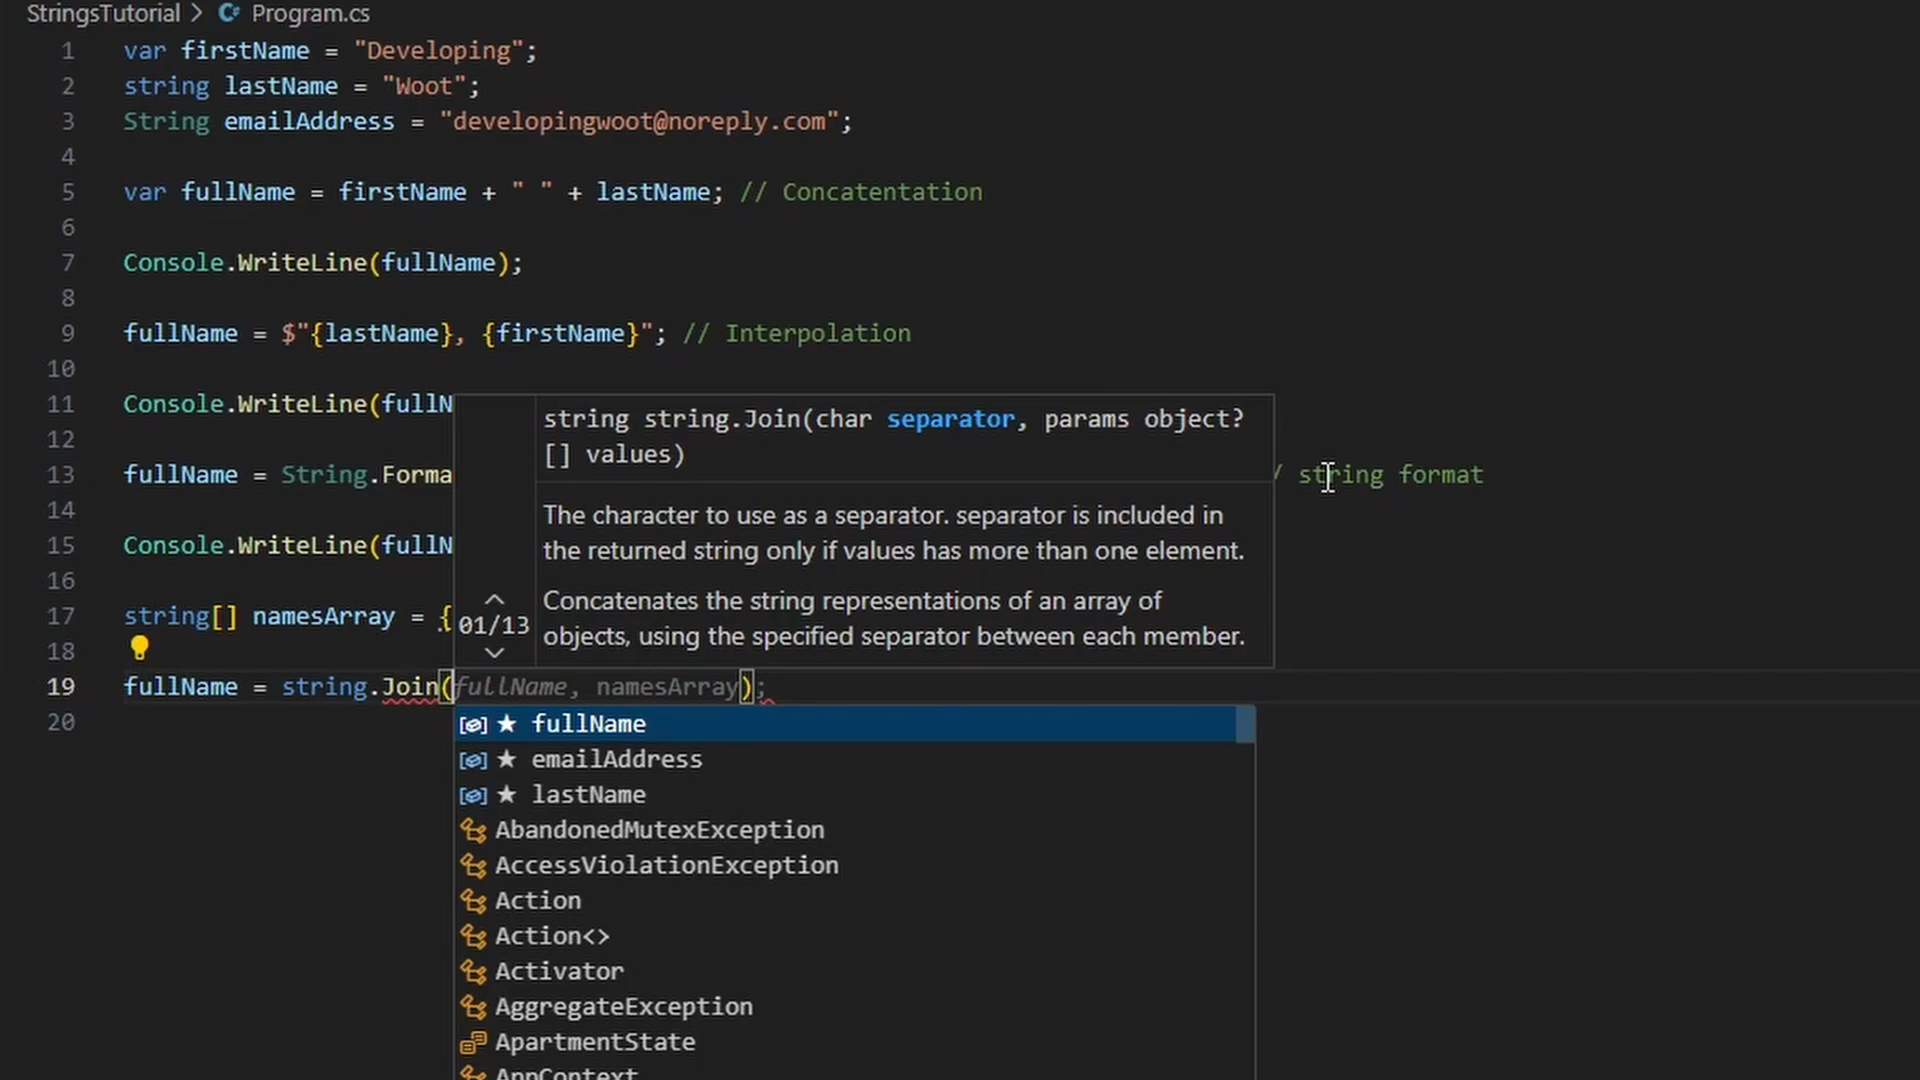 StringsTutorial > Program.cs
1 var firstName = "Developing";
2 string lastName = "Woot";
3 String emailAddress = "developingwoot@noreply.com";
4
5 var fullName = firstName + " " + lastName; // Concatentation
6
7 Console.WriteLine(fullName);
8
9 fullName = $"{lastName}, {firstName}"; // Interpolation
10
11 Console.WriteLine(fullN
string string.Join(char separator, params object?
[] values)
12
13 fullName = String.Forma / string format
The character to use as a separator. separator is included in
the returned string only if values has more than one element.
14
15 Console.WriteLine(fullN
16
Concatenates the string representations of an array of
objects, using the specified separator between each member.
01/13
17 string[] namesArray = {
18
19 fullName = string.Join(fullName, namesArray);
20
fullName
emailAddress
lastName
AbandonedMutexException
AccessViolationException
Action
Action<>
Activator
AggregateException
ApartmentState
AppContext